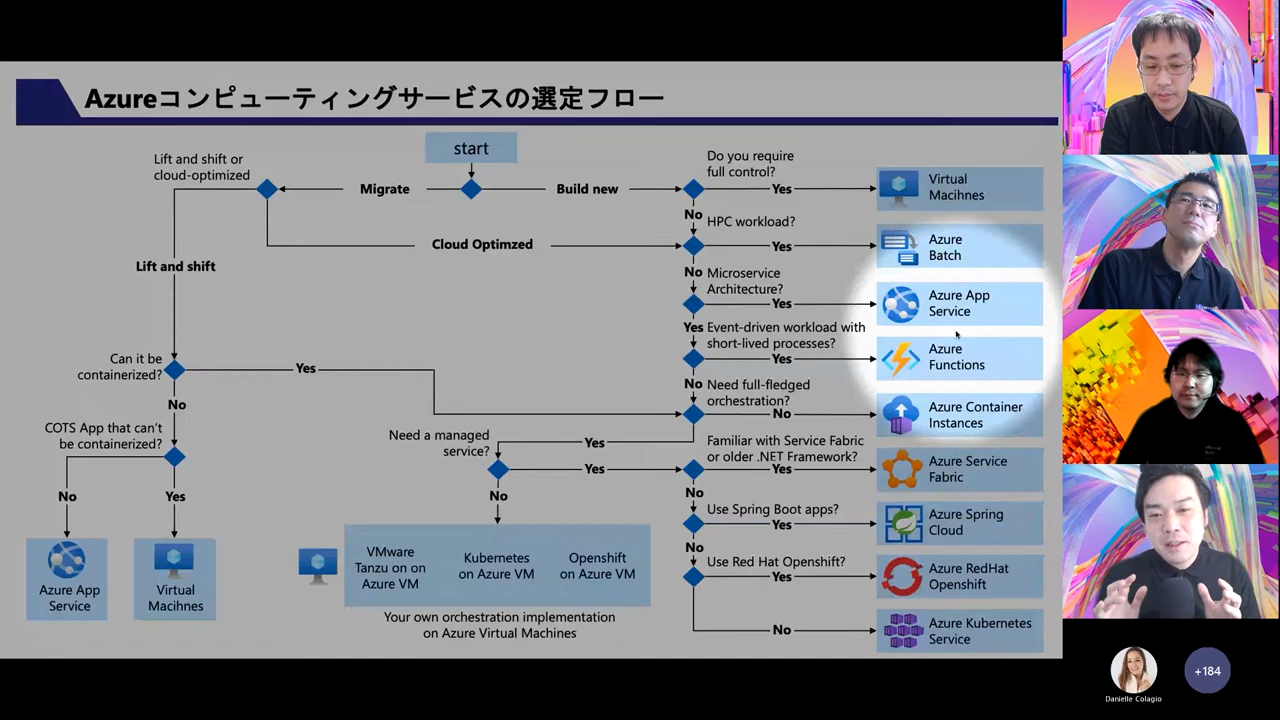 Azureコンピューティングサービスの選定フロー
start
Lift and shift or
cloud-optimized
Migrate
Build new
Do you require
full control?
Yes
Virtual
Macihnes
No
HPC workload?
Cloud Optimzed
Yes
Azure
Batch
Lift and shift
No
Microservice
Architecture?
Yes
Azure App
Service
Yes
Event-driven workload with
short-lived processes?
Yes
Azure
Functions
Can it be
containerized?
Yes
No
Need full-fledged
orchestration?
No
Azure Container
Instances
No
COTS App that can't
be containerized?
Need a managed
service?
Yes
Yes
Familiar with Service Fabric
or older .NET Framework?
Yes
Azure Service
Fabric
No
Yes
No
No
Use Spring Boot apps?
Yes
Azure Spring
Cloud
No
Use Red Hat Openshift?
Yes
Azure RedHat
Openshift
Azure App
Service
Virtual
Macihnes
VMware
Tanzu on on
Azure VM
Kubernetes
on Azure VM
Openshift
on Azure VM
Your own orchestration implementation
on Azure Virtual Machines
No
Azure Kubernetes
Service
Danielle Colagio
+184